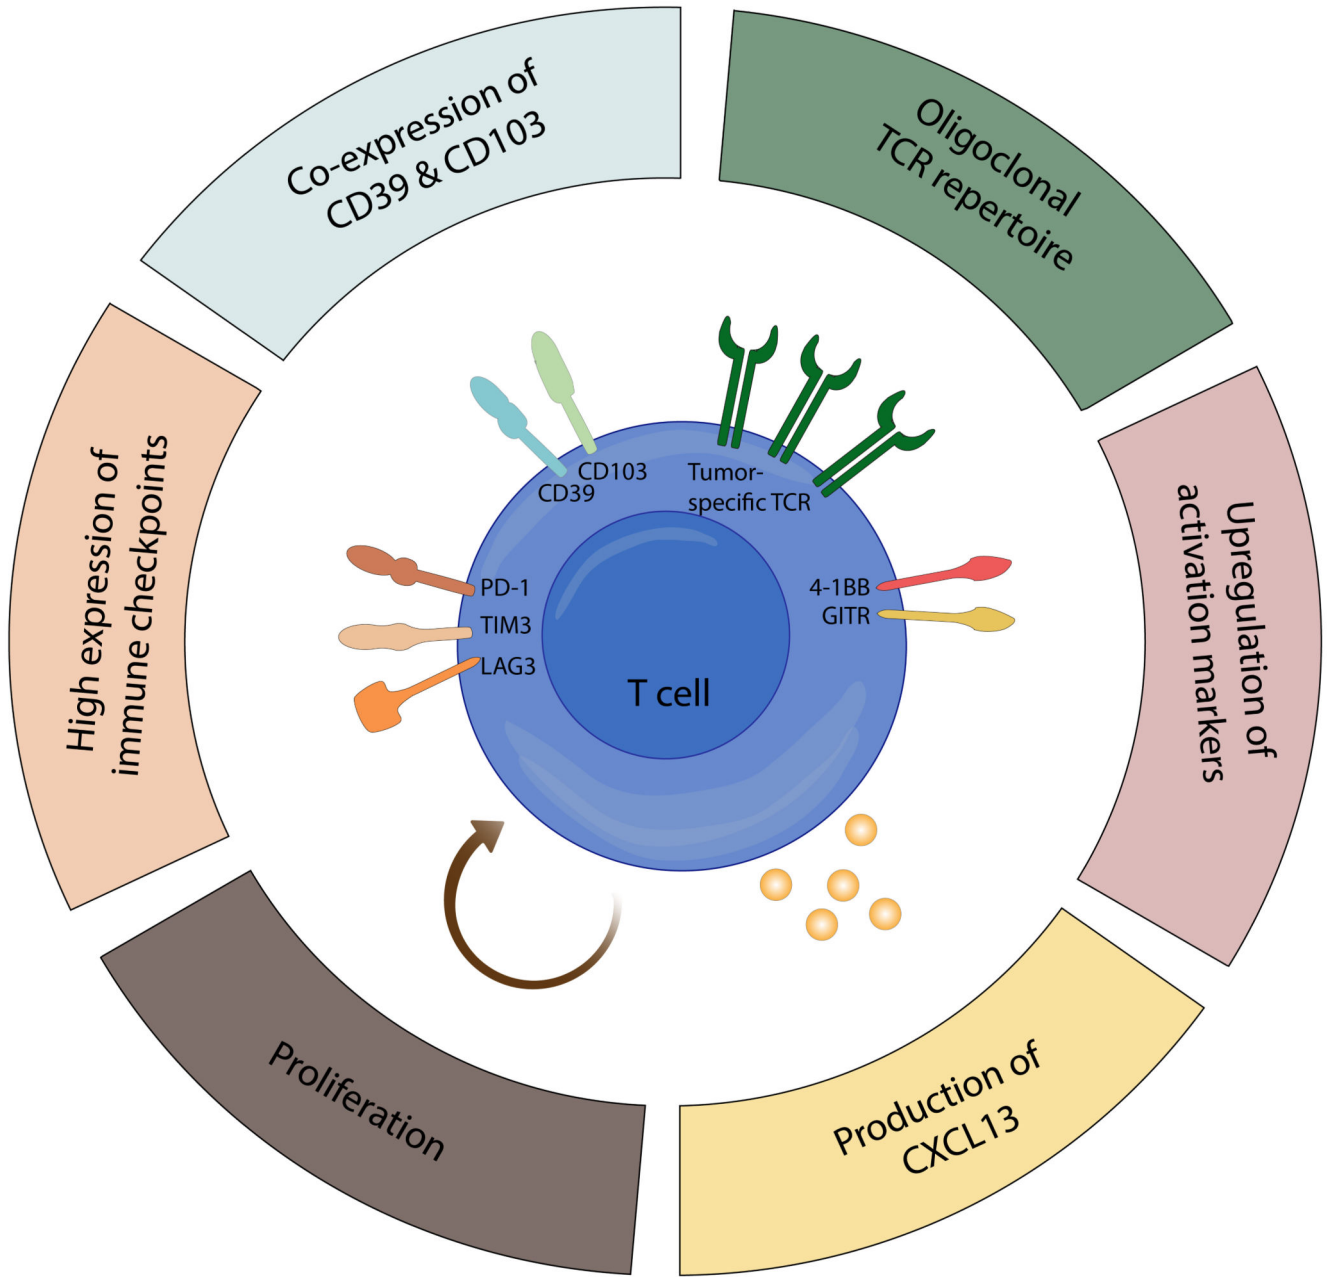 Co-expression of
CD39 & CD103
Oligoclonal
TCR repertoire
Upregulation of
activation markers
Production of
CXCL13
Proliferation
High expression of
immune checkpoints
CD103
CD39
Tumor-
specific TCR
PD-1
TIM3
LAG3
4-1BB
GITR
T cell